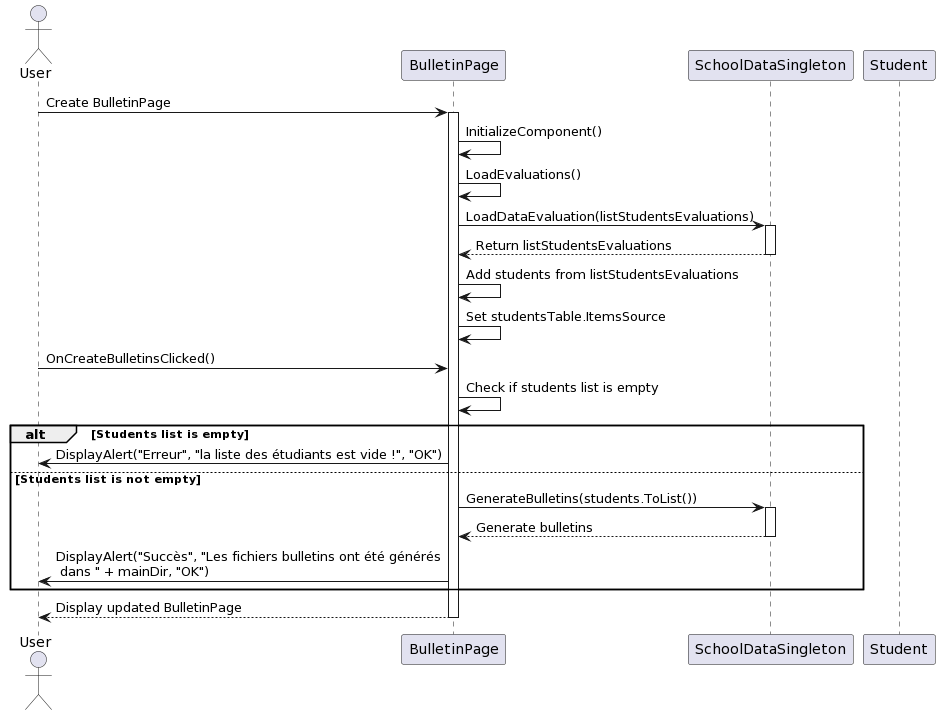 User
BulletinPage
SchoolDataSingleton
Student
Create BulletinPage
InitializeComponent()
LoadEvaluations()
LoadDataEvaluation(listStudentsEvaluations)
Return listStudentsEvaluations
Add students from listStudentsEvaluations
Set studentsTable.ItemsSource
OnCreateBulletinsClicked()
Check if students list is empty
alt [Students list is empty]
DisplayAlert("Erreur", "la liste des étudiants est vide !", "OK")
[Students list is not empty]
GenerateBulletins(students.ToList())
Generate bulletins
DisplayAlert("Succès", "Les fichiers bulletins ont été générés
dans " + mainDir, "OK")
Display updated BulletinPage
User
BulletinPage
SchoolDataSingleton
Student